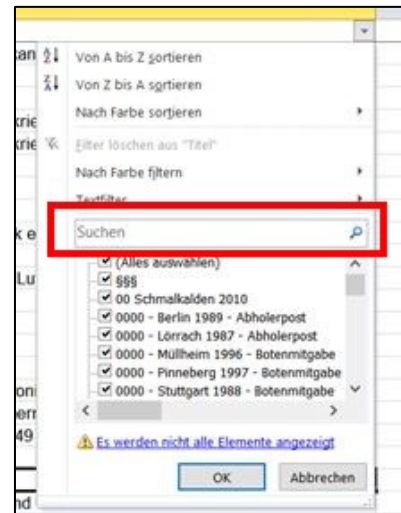 Von A bis Z sortieren
Von Z bis A sortieren
Nach Farbe sortieren
Filter löschen aus "Titel"
Nach Farbe filtern
Textfilter
Suchen
(Alles auswählen)
§§§
00 Schmalkalden 2010
0000 - Berlin 1989 - Abholerpost
0000 - Lörrach 1987 - Abholerpost
0000 - Müllheim 1996 - Botenmitgabe
0000 - Pinneberg 1997 - Botenmitgabe
0000 - Stuttgart 1988 - Botenmitgabe
Es werden nicht alle Elemente angezeigt
OK Abbrechen